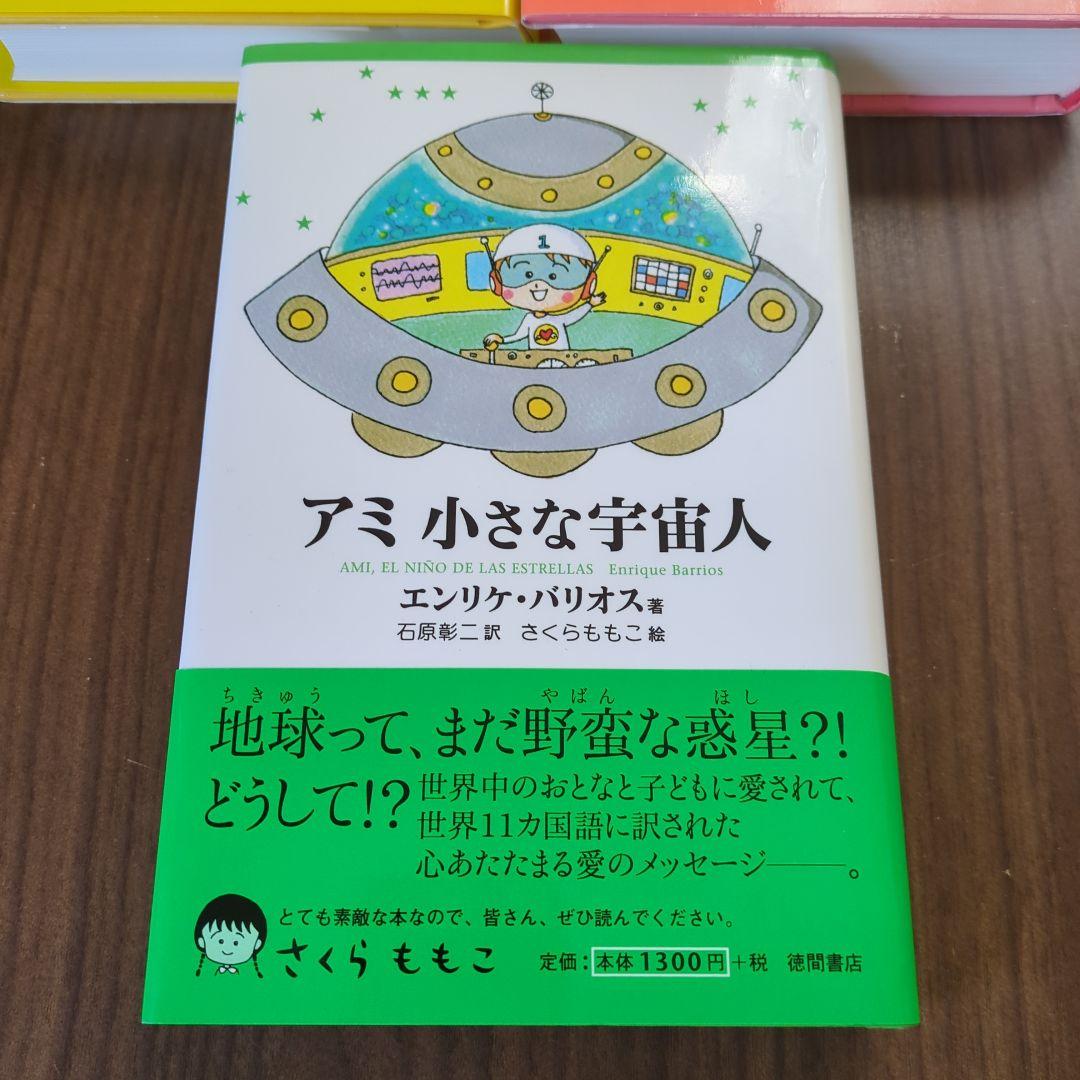 1
アミ 小さな宇宙人
AMI, EL NIÑO DE LAS ESTRELLAS Enrique Barrios
エンリケ・バリオス著
石原彰二 訳 さくらももこ 絵
ちきゅう やばん ほし
地球って、まだ野蛮な惑星?!
どうして!?
世界中のおとなと子どもに愛されて、
世界11カ国語に訳された
心あたたまる愛のメッセージ――。
とても素敵な本なので、皆さん、ぜひ読んでください。
さくらももこ
定価:本体1300円+税 徳間書店